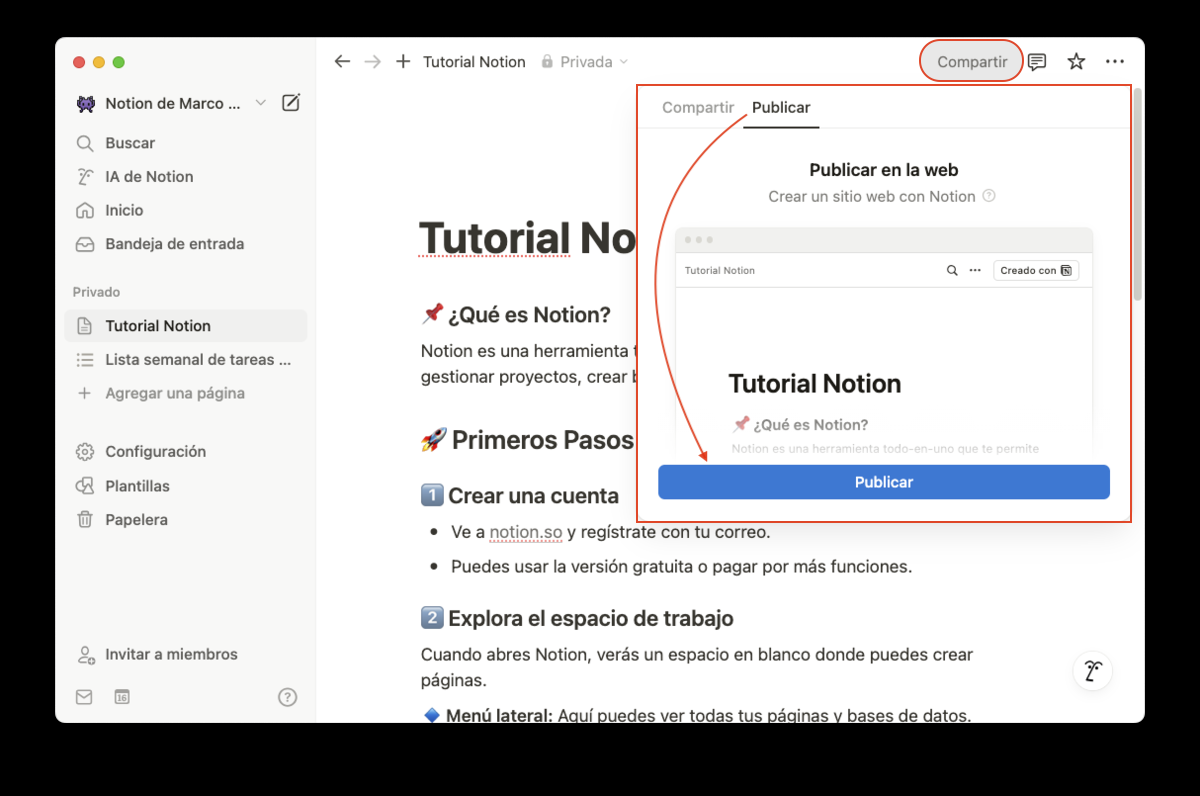 Notion de Marco ...
Buscar
IA de Notion
Inicio
Bandeja de entrada
Privado
Tutorial Notion
Lista semanal de tareas ...
Agregar una página
Configuración
Plantillas
Papelera
Invitar a miembros
16
Tutorial Notion
Privada
Compartir
Tutorial No
📌 ¿Qué es Notion?
Notion es una herramienta
gestionar proyectos, crear
🚀 Primeros Pasos
1️⃣ Crear una cuenta
• Ve a notion.so y regístrate con tu correo.
• Puedes usar la versión gratuita o pagar por más funciones.
2️⃣ Explora el espacio de trabajo
Cuando abres Notion, verás un espacio en blanco donde puedes crear
páginas.
🔷 Menú lateral: Aquí puedes ver todas tus páginas y bases de datos.
Compartir Publicar
Publicar en la web
Crear un sitio web con Notion
Tutorial Notion
Creado con
Tutorial Notion
📌 ¿Qué es Notion?
Notion es una herramienta todo-en-uno que te permite
Publicar